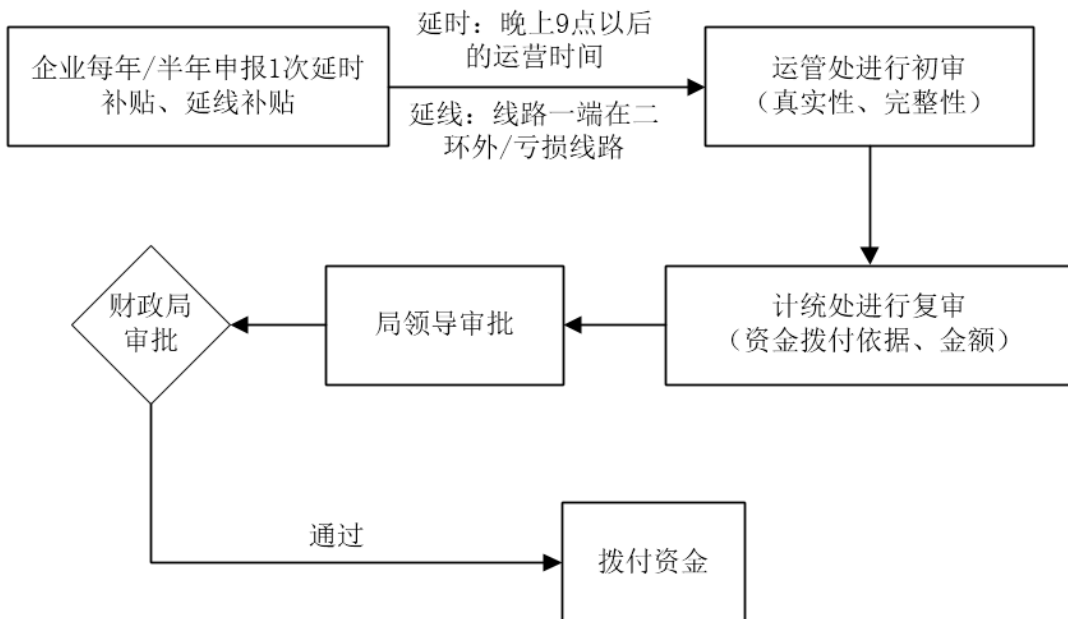 企业每年/半年申报1次延时
补贴、延线补贴
延时：晚上9点以后
的运营时间
延线：线路一端在二
环外/亏损线路
运管处进行初审
（真实性、完整性）
计统处进行复审
（资金拨付依据、金额）
局领导审批
财政局
审批
通过
拨付资金